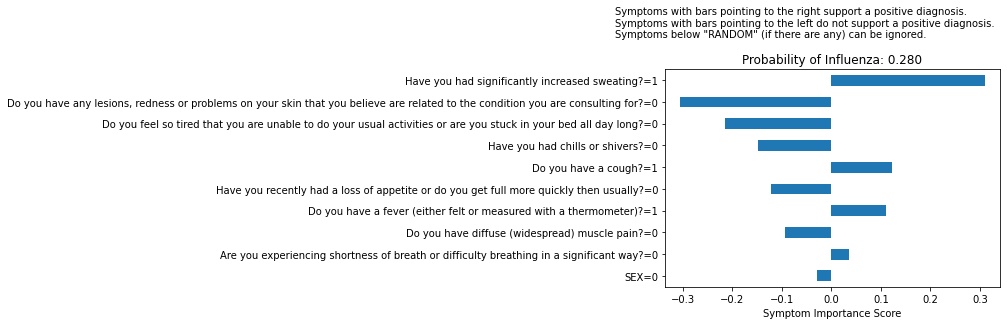 Symptoms with bars pointing to the right support a positive diagnosis.
Symptoms with bars pointing to the left do not support a positive diagnosis.
Symptoms below "RANDOM" (if there are any) can be ignored.
Probability of Influenza: 0.280
Have you had significantly increased sweating?=1
Do you have any lesions, redness or problems on your skin that you believe are related to the condition you are consulting for?=0
Do you feel so tired that you are unable to do your usual activities or are you stuck in your bed all day long?=0
Have you had chills or shivers?=0
Do you have a cough?=1
Have you recently had a loss of appetite or do you get full more quickly then usually?=0
Do you have a fever (either felt or measured with a thermometer)?=1
Do you have diffuse (widespread) muscle pain?=0
Are you experiencing shortness of breath or difficulty breathing in a significant way?=0
SEX=0
−0.3 −0.2 −0.1 0.0 0.1 0.2 0.3
Symptom Importance Score